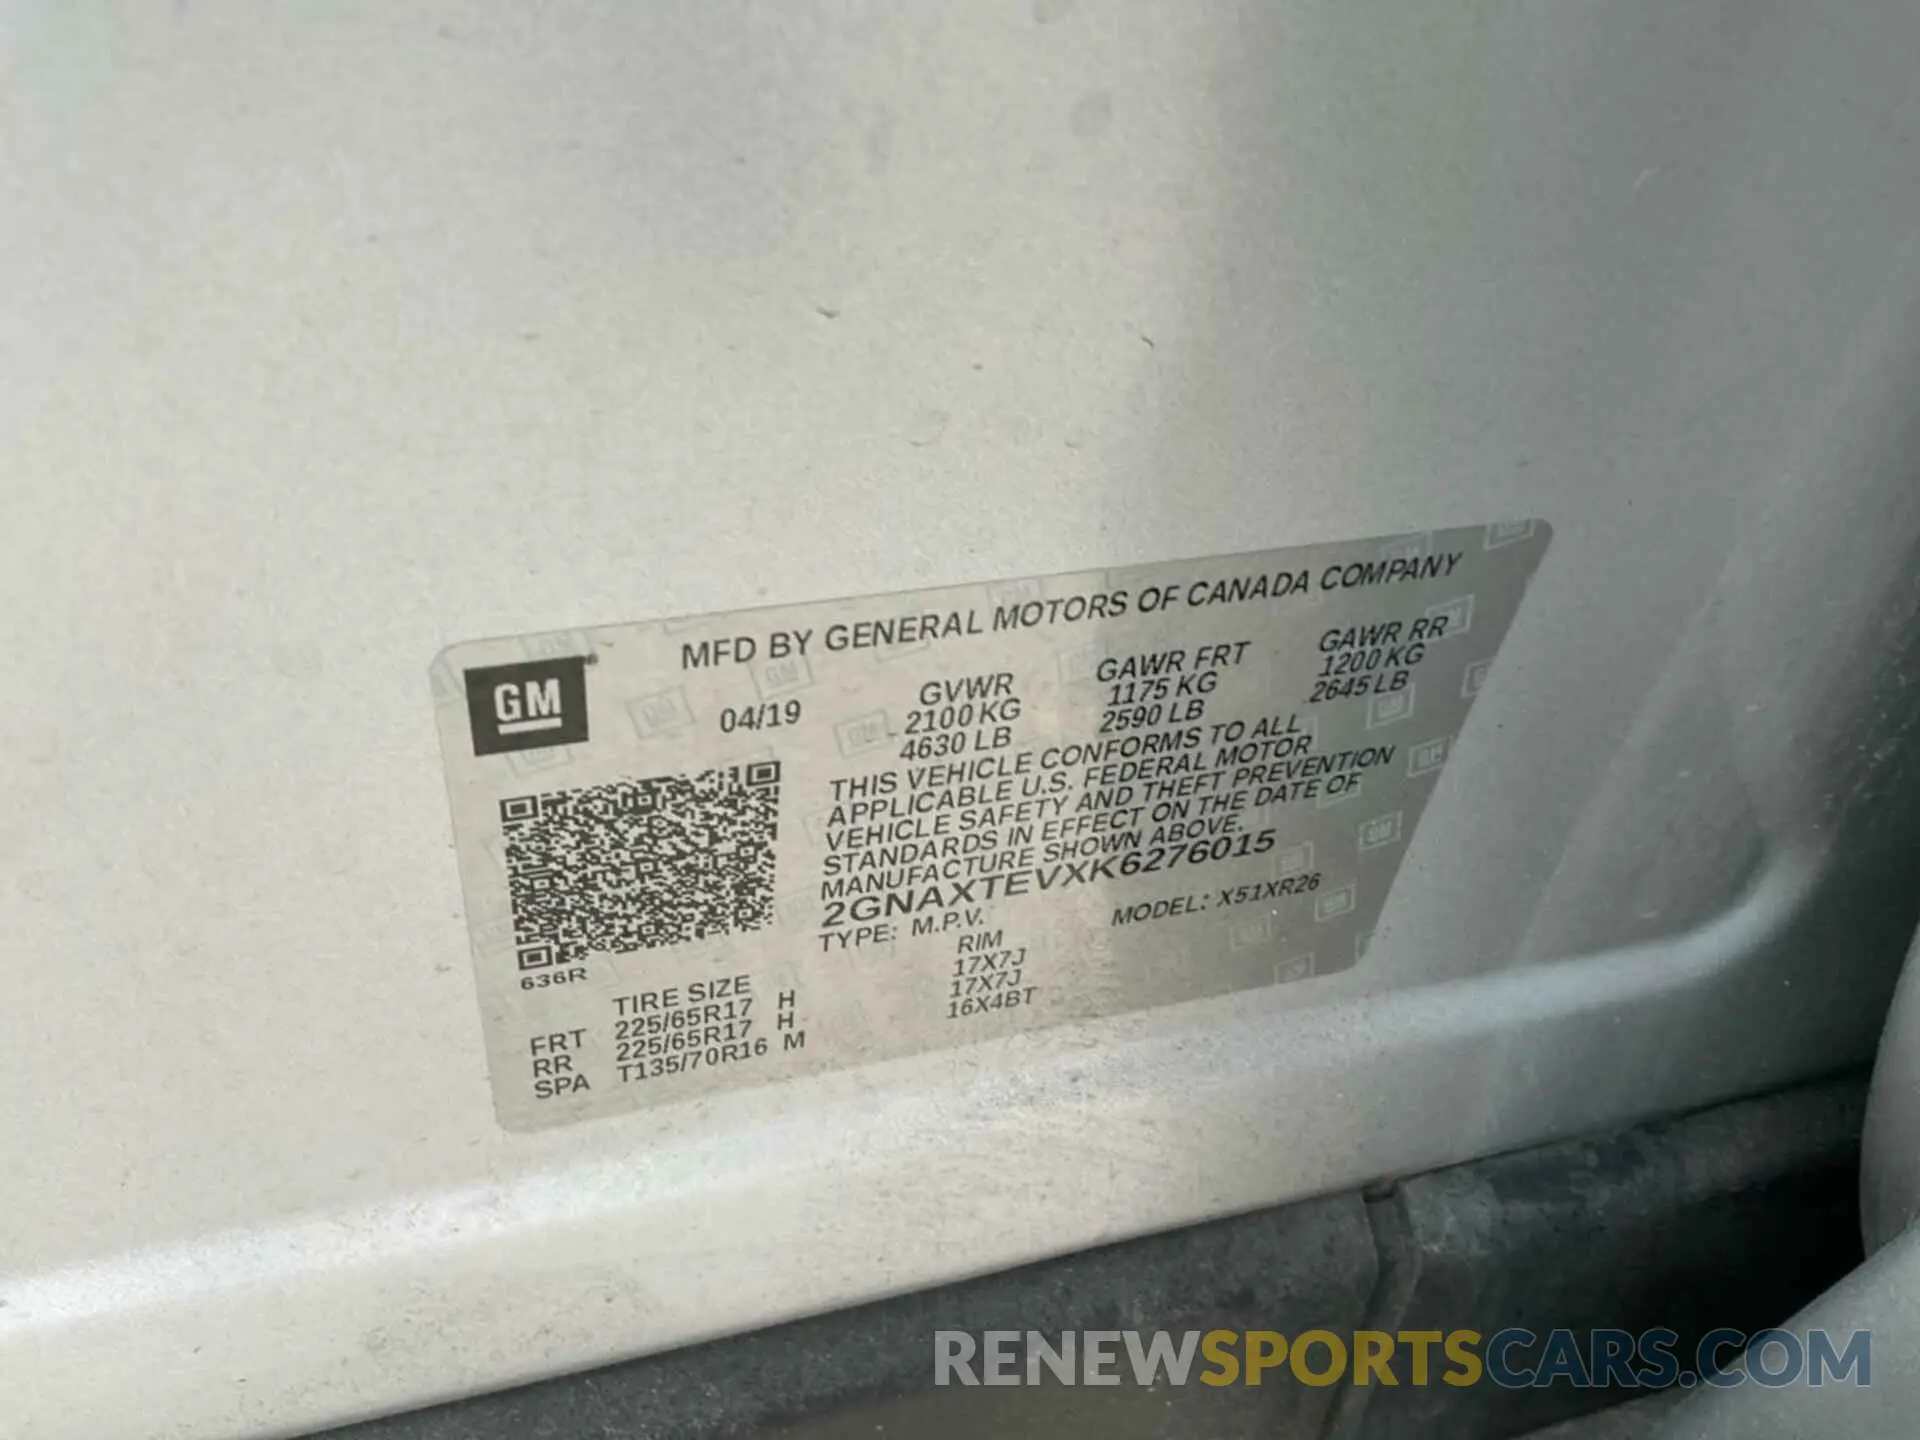 MFD BY GENERAL MOTORS OF CANADA COMPANY
GM
04/19 GVWR GAWR FRT GAWR RR
2100 KG 1175 KG 1200 KG
4630 LB 2590 LB 2645 LB
THIS VEHICLE CONFORMS TO ALL
APPLICABLE U.S. FEDERAL MOTOR
VEHICLE SAFETY AND THEFT PREVENTION
STANDARDS IN EFFECT ON THE DATE OF
MANUFACTURE SHOWN ABOVE.
2GNAXTEVXK6276015
TYPE: M.P.V. MODEL: X51XR26
636R
TIRE SIZE RIM
FRT 225/65R17 H 17X7J
RR 225/65R17 H 17X7J
SPA T135/70R16 M 16X4BT
RENEWSPORTSCARS.COM